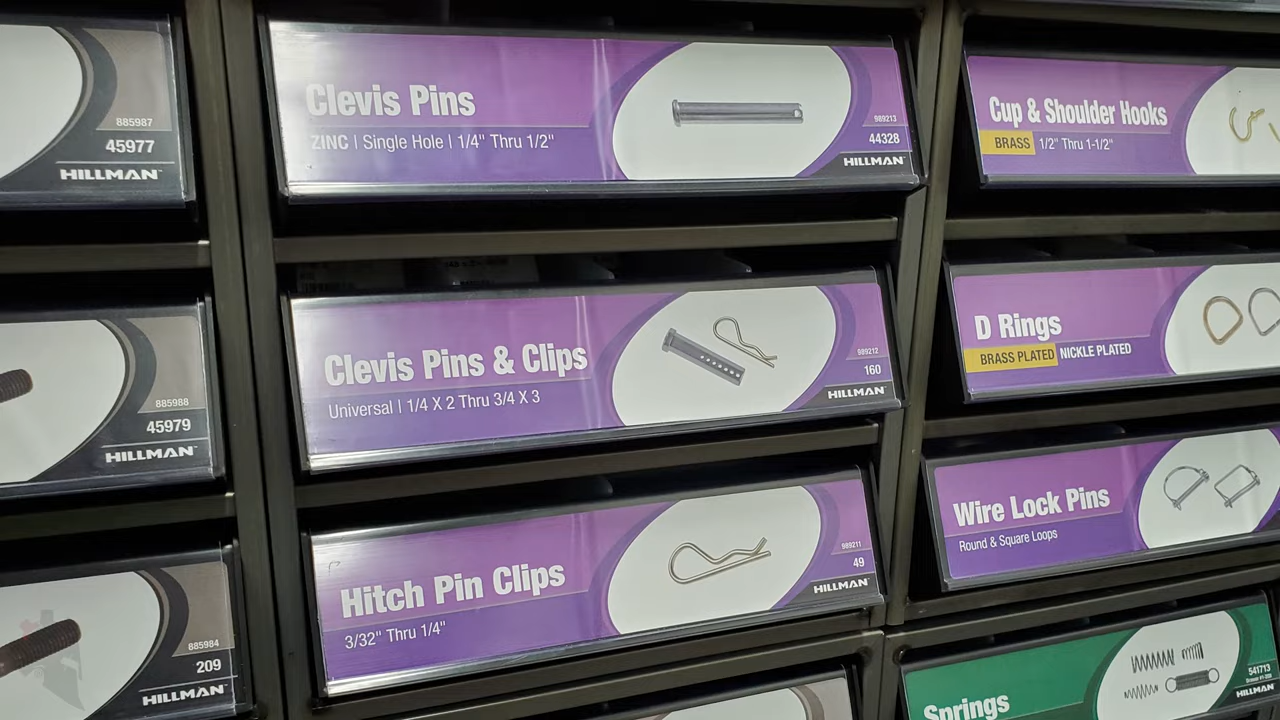 885987
45977
HILLMAN
885988
45979
HILLMAN
885984
209
HILLMAN
Clevis Pins
ZINC | Single Hole | 1/4" Thru 1/2"
989213
44328
HILLMAN
Clevis Pins & Clips
Universal | 1/4 X 2 Thru 3/4 X 3
989212
160
HILLMAN
Hitch Pin Clips
3/32" Thru 1/4"
989211
49
HILLMAN
Cup & Shoulder Hooks
BRASS 1/2" Thru 1-1/2"
D Rings
BRASS PLATED NICKLE PLATED
Wire Lock Pins
Round & Square Loops
Springs
541713
HILLMAN